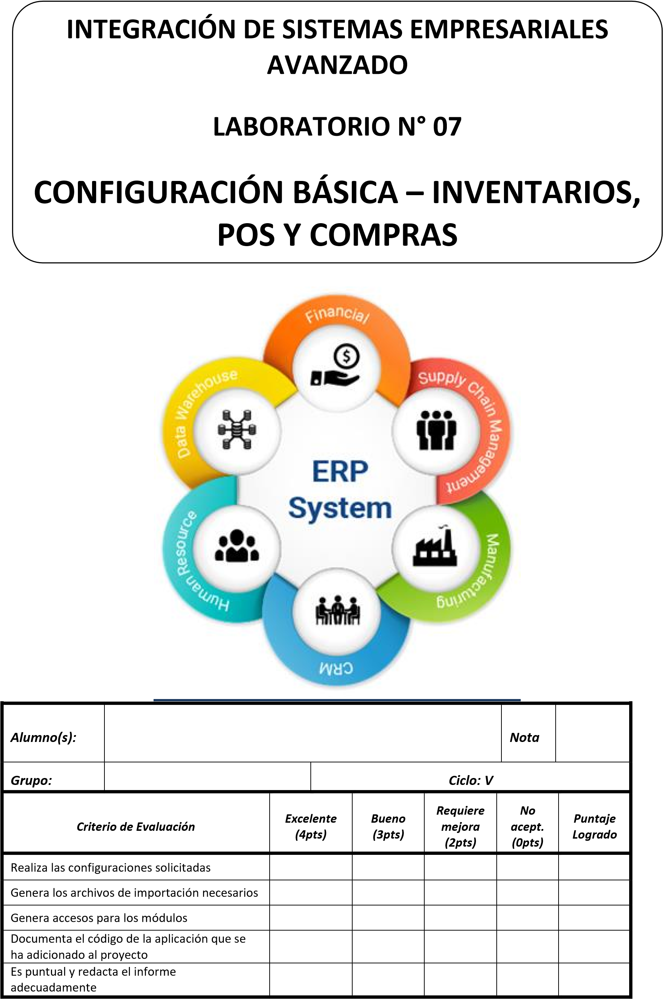 INTEGRACIÓN DE SISTEMAS EMPRESARIALES
AVANZADO
LABORATORIO N° 07
CONFIGURACIÓN BÁSICA – INVENTARIOS,
POS Y COMPRAS
Financial
Supply Chain Management
Data Warehouse
$
ERP
System
Human Resource
Manufacturing
CRM
Alumno(s):
Nota
Grupo:
Ciclo: V
Criterio de Evaluación
Excelente
(4pts)
Bueno
(3pts)
Requiere
mejora
(2pts)
No
acept.
(0pts)
Puntaje
Logrado
Realiza las configuraciones solicitadas
Genera los archivos de importación necesarios
Genera accesos para los módulos
Documenta el código de la aplicación que se
ha adicionado al proyecto
Es puntual y redacta el informe
adecuadamente